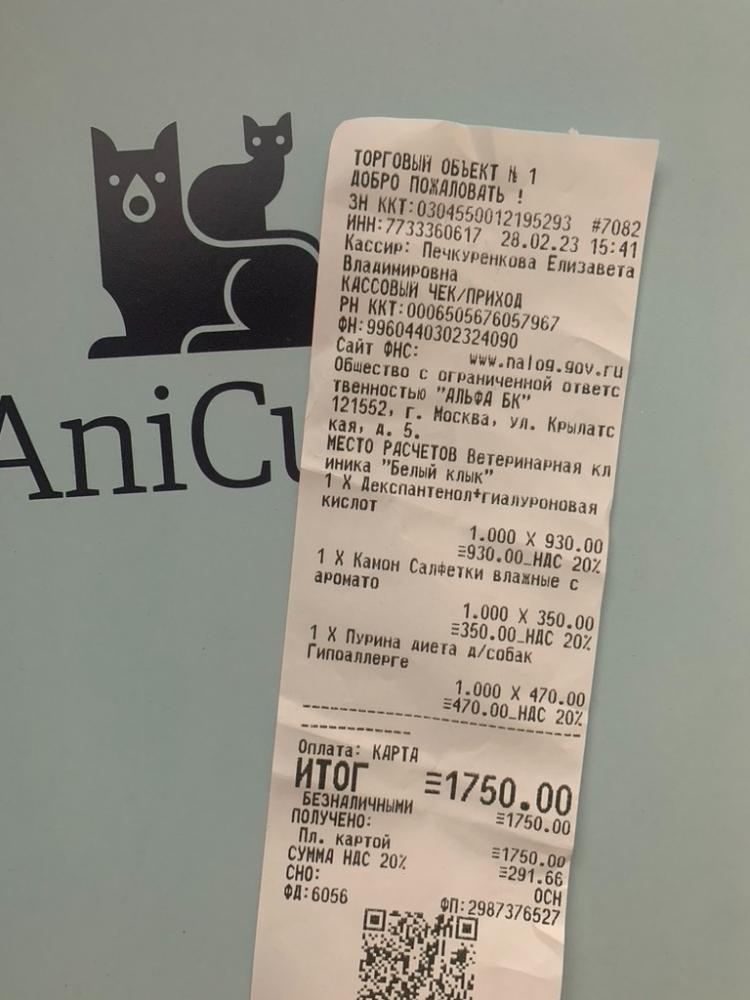 AniCu
ТОРГОВЫЙ ОБЪЕКТ № 1
ДОБРО ПОЖАЛОВАТЬ !
ЗН ККТ:0304550012195293 #7082
ИНН:7733360617 28.02.23 15:41
Кассир: Печкуренкова Елизавета
Владимировна
КАССОВЫЙ ЧЕК/ПРИХОД
РН ККТ:0006505676057967
ФН:9960440302324090
Сайт ФНС: www.nalog.gov.ru
Общество с ограниченной ответс
твенностью "АЛЬФА БК"
121552, г. Москва, ул. Крылатс
кая, д. 5.
МЕСТО РАСЧЕТОВ Ветеринарная кл
иника "Белый клык"
1 X Декспантенол+гиалуроновая
кислот
1.000 X 930.00
≡930.00_НДС 20%
1 X Камон Салфетки влажные с
аромато
1.000 X 350.00
≡350.00_НДС 20%
1 X Пурина диета д/собак
Гипоаллерге
1.000 X 470.00
≡470.00_НДС 20%
Оплата: КАРТА
ИТОГ ≡1750.00
БЕЗНАЛИЧНЫМИ ≡1750.00
ПОЛУЧЕНО:
Пл. картой ≡1750.00
СУММА НДС 20% ≡291.66
СНО: ОСН
ФД:6056 ФП:2987376527